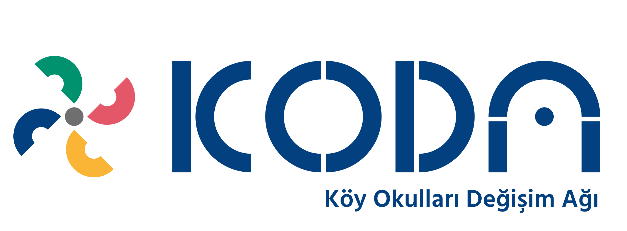 KODA
Köy Okulları Değişim Ağı